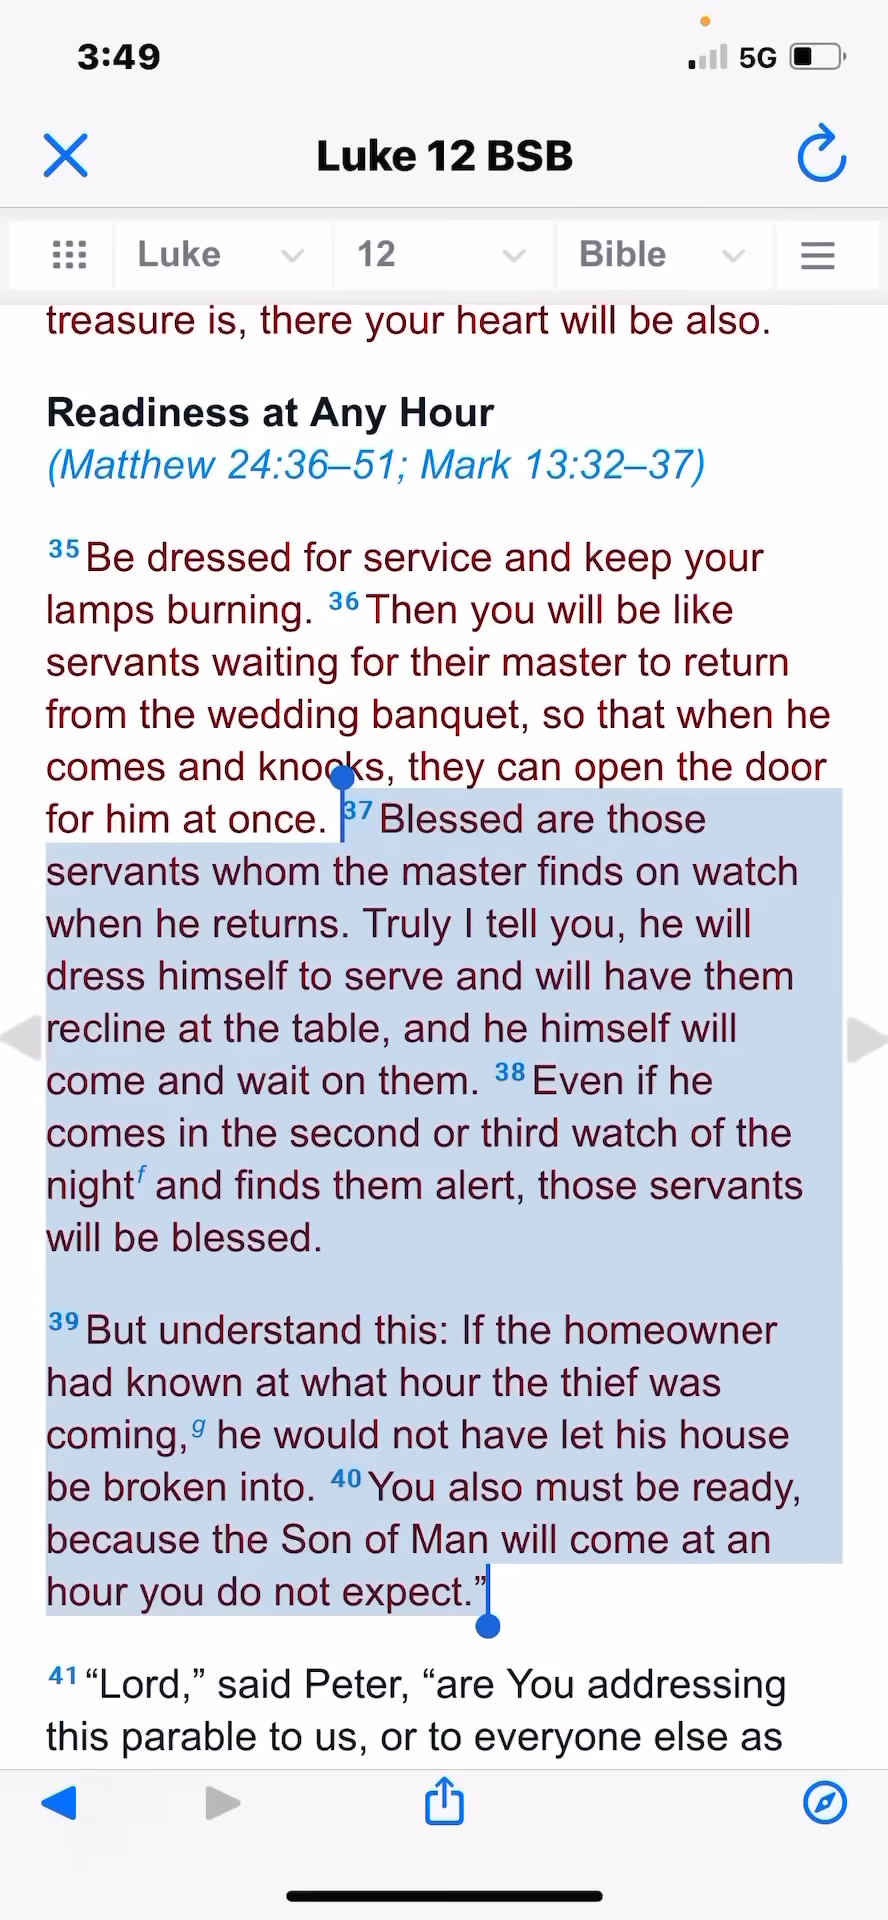 3:49
5G
Luke 12 BSB
Luke
12
Bible
treasure is, there your heart will be also.
Readiness at Any Hour
(Matthew 24:36–51; Mark 13:32–37)
35 Be dressed for service and keep your
lamps burning. 36 Then you will be like
servants waiting for their master to return
from the wedding banquet, so that when he
comes and knocks, they can open the door
for him at once. 37 Blessed are those
servants whom the master finds on watch
when he returns. Truly I tell you, he will
dress himself to serve and will have them
recline at the table, and he himself will
come and wait on them. 38 Even if he
comes in the second or third watch of the
night f and finds them alert, those servants
will be blessed.
39 But understand this: If the homeowner
had known at what hour the thief was
coming, g he would not have let his house
be broken into. 40 You also must be ready,
because the Son of Man will come at an
hour you do not expect.”
41 “Lord,” said Peter, “are You addressing
this parable to us, or to everyone else as